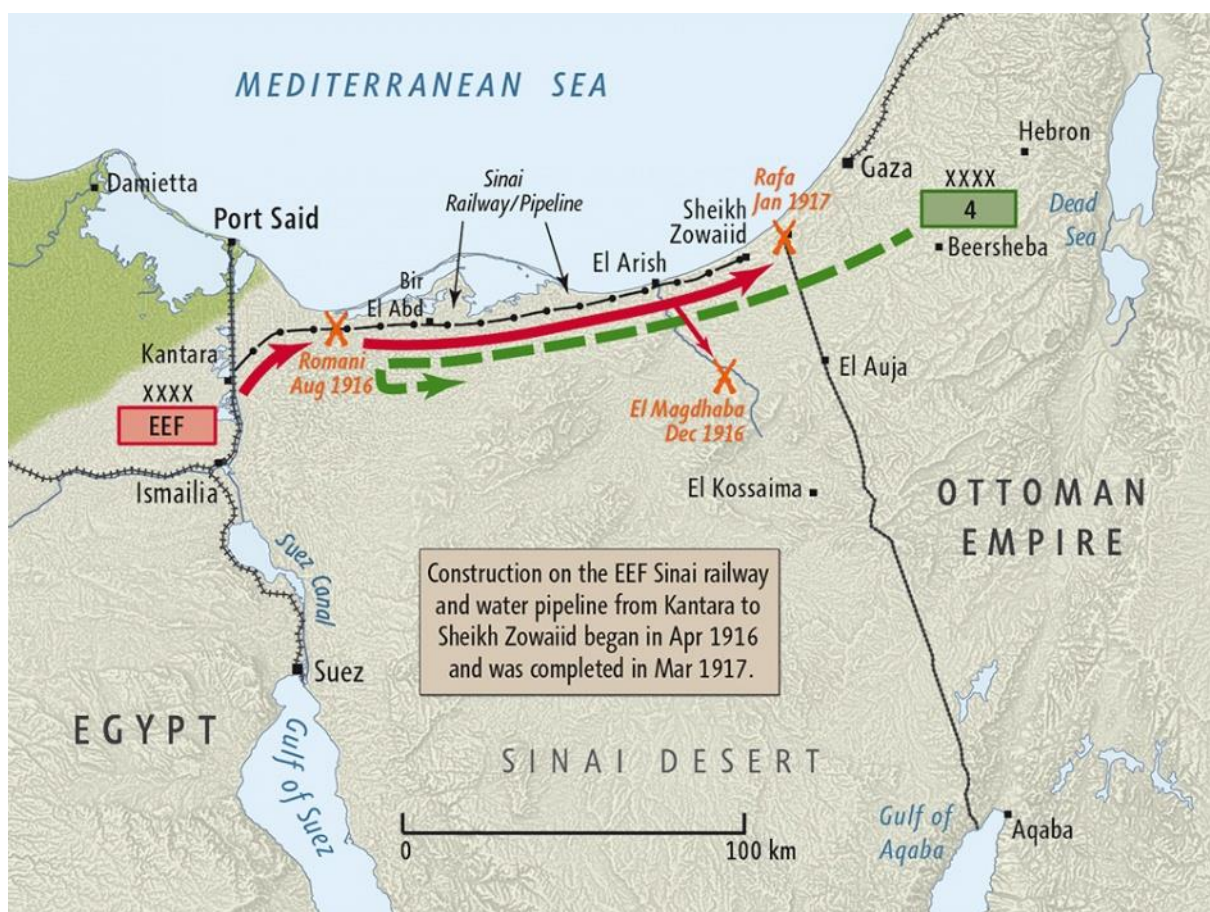 MEDITERRANEAN SEA
Hebron
Gaza
XXXX
4
Dead
Sea
Beersheba
Rafa
Jan 1917
Sheikh
Zowaiid
Sinai
Railway/Pipeline
El Arish
Damietta
Port Said
Bir
El Abd
Kantara
Romani
Aug 1916
XXXX
EEF
El Auja
El Magdhaba
Dec 1916
Ismailia
El Kossaima
OTTOMAN
EMPIRE
Suez Canal
Construction on the EEF Sinai railway
and water pipeline from Kantara to
Sheikh Zowaiid began in Apr 1916
and was completed in Mar 1917.
Suez
EGYPT
Gulf of Suez
SINAI DESERT
Gulf of
Aqaba
Aqaba
0
100 km